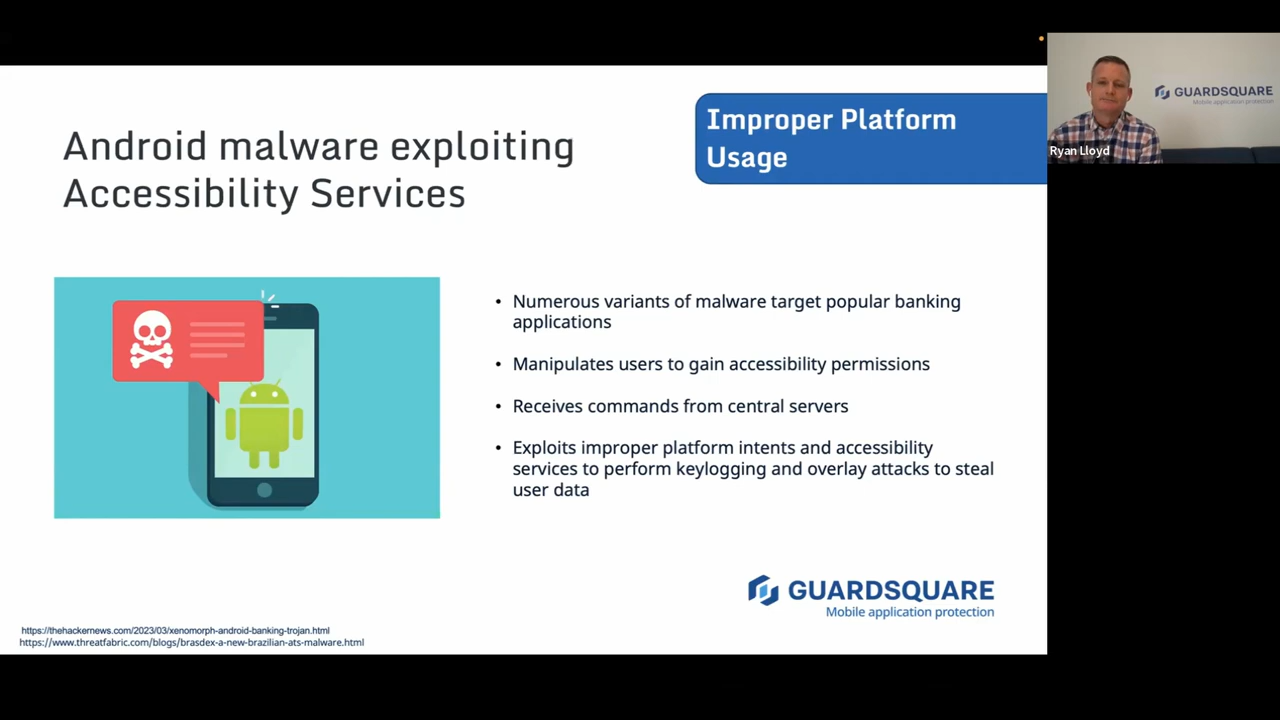 Android malware exploiting
Accessibility Services
Improper Platform
Usage
GUARDSQUARE
Mobile application protection
Ryan Lloyd
• Numerous variants of malware target popular banking
applications
• Manipulates users to gain accessibility permissions
• Receives commands from central servers
• Exploits improper platform intents and accessibility
services to perform keylogging and overlay attacks to steal
user data
GUARDSQUARE
Mobile application protection
https://thehackernews.com/2023/03/xenomorph-android-banking-trojan.html
https://www.threatfabric.com/blogs/brasdex-a-new-brazilian-ats-malware.html